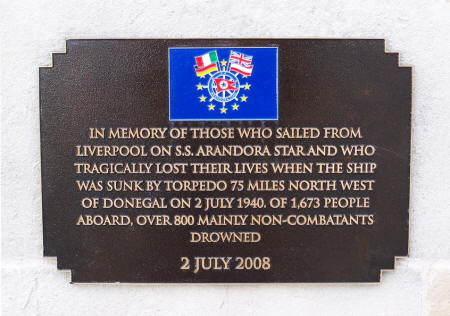 IN MEMORY OF THOSE WHO SAILED FROM
LIVERPOOL ON S.S. ARANDORA STAR AND WHO
TRAGICALLY LOST THEIR LIVES WHEN THE SHIP
WAS SUNK BY TORPEDO 75 MILES NORTH WEST
OF DONEGAL ON 2 JULY 1940. OF 1,673 PEOPLE
ABOARD, OVER 800 MAINLY NON-COMBATANTS
DROWNED
2 JULY 2008